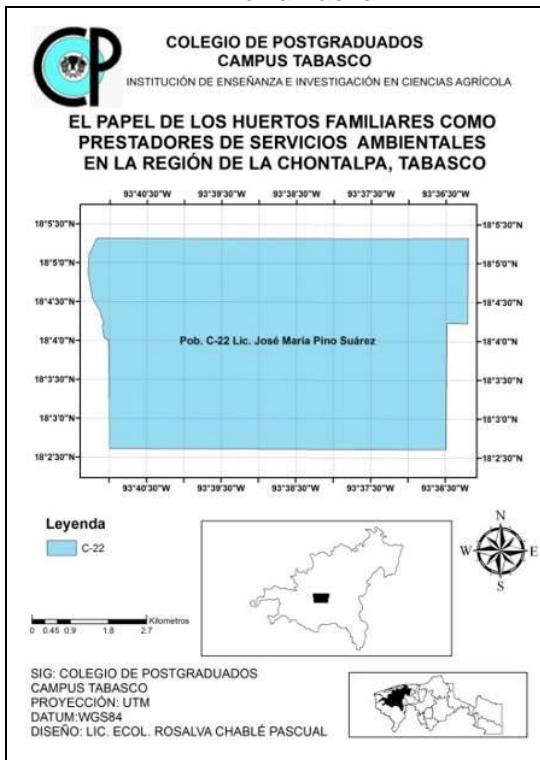 CP
COLEGIO DE POSTGRADUADOS
CAMPUS TABASCO
INSTITUCIÓN DE ENSEÑANZA E INVESTIGACIÓN EN CIENCIAS AGRÍCOLA
EL PAPEL DE LOS HUERTOS FAMILIARES COMO
PRESTADORES DE SERVICIOS AMBIENTALES
EN LA REGIÓN DE LA CHONTALPA, TABASCO
93°40'30"W 93°39'30"W 93°38'30"W 93°37'30"W 93°36'30"W
18°5'30"N 18°5'30"N
18°5'0"N 18°5'0"N
18°4'30"N 18°4'30"N
18°4'0"N Pob. C-22 Lic. José María Pino Suárez 18°4'0"N
18°3'30"N 18°3'30"N
18°3'0"N 18°3'0"N
18°2'30"N 18°2'30"N
93°40'30"W 93°39'30"W 93°38'30"W 93°37'30"W 93°36'30"W
Leyenda
C-22
N
W E
S
Kilometros
0 0.45 0.9 1.8 2.7
SIG: COLEGIO DE POSTGRADUADOS
CAMPUS TABASCO
PROYECCIÓN: UTM
DATUM:WGS84
DISEÑO: LIC. ECOL. ROSALVA CHABLÉ PASCUAL